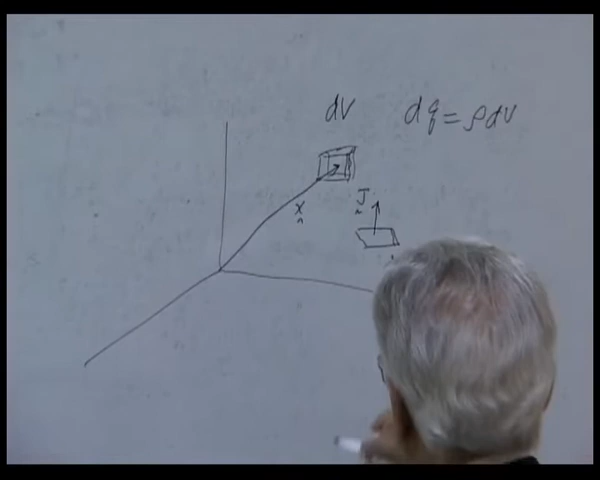 dV dq = ρdV
J
x